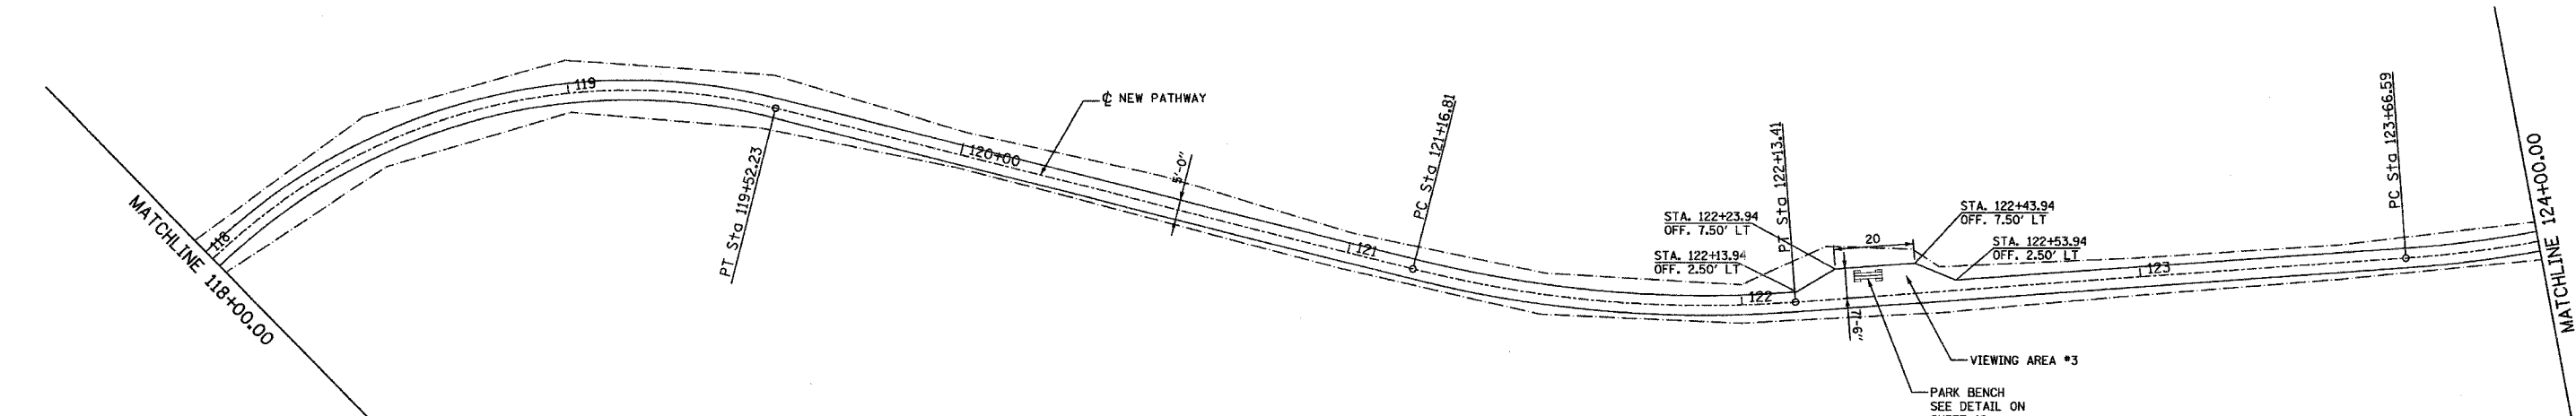 MATCHLINE 118+00.00
118
119
PT Sta 119+52.23
120+00
℄ NEW PATHWAY
5'-0"
121
PC Sta 121+16.81
122
PT Sta 122+13.41
STA. 122+23.94
OFF. 7.50' LT
STA. 122+13.94
OFF. 2.50' LT
20
7'-6"
STA. 122+43.94
OFF. 7.50' LT
STA. 122+53.94
OFF. 2.50' LT
VIEWING AREA #3
PARK BENCH
SEE DETAIL ON
123
PC Sta 123+66.59
MATCHLINE 124+00.00